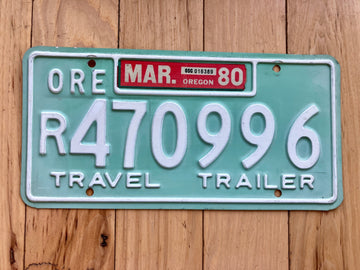 ORE
MAR. 80
OREGON
R470996
TRAVEL TRAILER